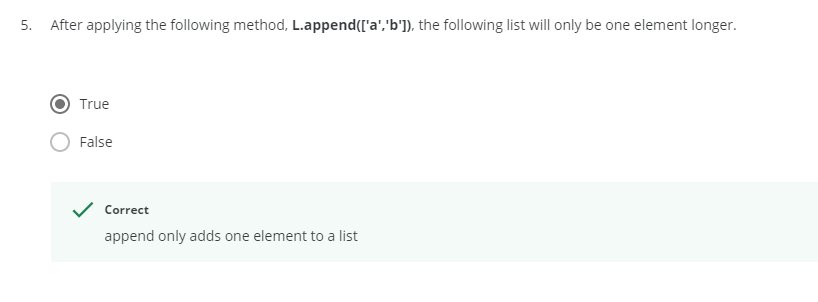 5. After applying the following method, L.append(['a','b']), the following list will only be one element longer.
True
False
Correct
append only adds one element to a list